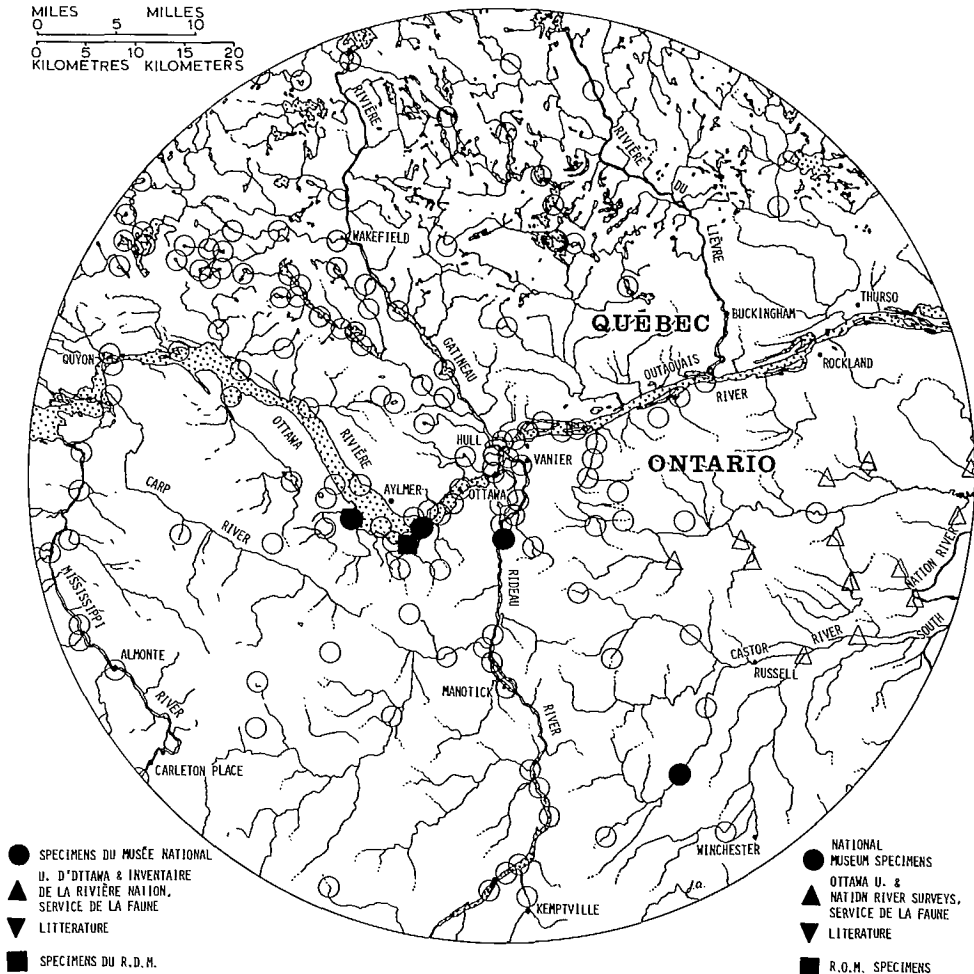 MILES MILLES
0 5 10
0 5 10 15 20
KILOMETRES KILOMETERS
RIVIÈRE
RIVIÈRE
DU
LIÈVRE
WAKEFIELD
THURSO
BUCKINGHAM
QUÉBEC
QUYON
GATINEAU
OUTAOUAIS
ROCKLAND
RIVER
OTTAWA
RIVIÈRE
HULL
VANIER
ONTARIO
CARP
RIVER
AYLMER
OTTAWA
NATION RIVER
RIDEAU
MISSISSIPPI
SOUTH
CASTOR
RIVER
RUSSELL
ALMONTE
MANOTICK
RIVER
RIVER
CARLETON PLACE
WINCHESTER
J.A.
KEMPTVILLE
SPECIMENS DU MUSÉE NATIONAL
U. D'OTTAWA & INVENTAIRE
DE LA RIVIÈRE NATION,
SERVICE DE LA FAUNE
LITTERATURE
SPECIMENS DU R.D.M.
NATIONAL
MUSEUM SPECIMENS
OTTAWA U. &
NATION RIVER SURVEYS,
SERVICE DE LA FAUNE
LITERATURE
R.O.M. SPECIMENS